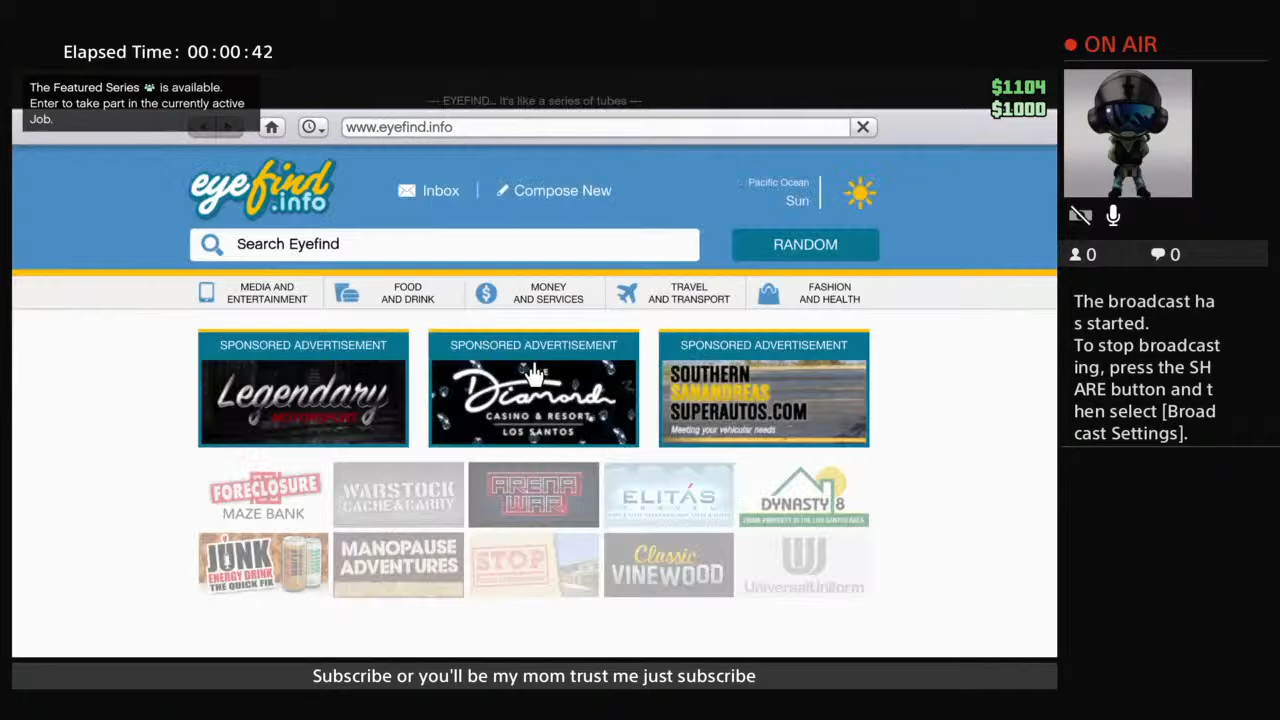 Elapsed Time: 00:00:42
ON AIR
The Featured Series is available.
Enter to take part in the currently active
Job.
$1104
$1000
— EYEFIND... It's like a series of tubes —
www.eyefind.info
eyefind
.info
Inbox
Compose New
Pacific Ocean
Sun
Search Eyefind
RANDOM
MEDIA AND
ENTERTAINMENT
FOOD
AND DRINK
MONEY
AND SERVICES
TRAVEL
AND TRANSPORT
FASHION
AND HEALTH
SPONSORED ADVERTISEMENT
SPONSORED ADVERTISEMENT
SPONSORED ADVERTISEMENT
Legendary
MOTORSPORT
Diamond
CASINO & RESORT
LOS SANTOS
SOUTHERN
SANANDREAS
SUPERAUTOS.COM
Meeting your vehicular needs
FORECLOSURE
MAZE BANK
WARSTOCK
CACHE&CARRY
ARENA
WAR
ELITÁS
TRAVEL
DYNASTY 8
JUNK
ENERGY DRINK
THE QUICK FIX
MANOPAUSE
ADVENTURES
STOP
Classic
VINEWOOD
U
UniversalUniform
0
0
The broadcast ha
s started.
To stop broadcast
ing, press the SH
ARE button and t
hen select [Broad
cast Settings].
Subscribe or you'll be my mom trust me just subscribe